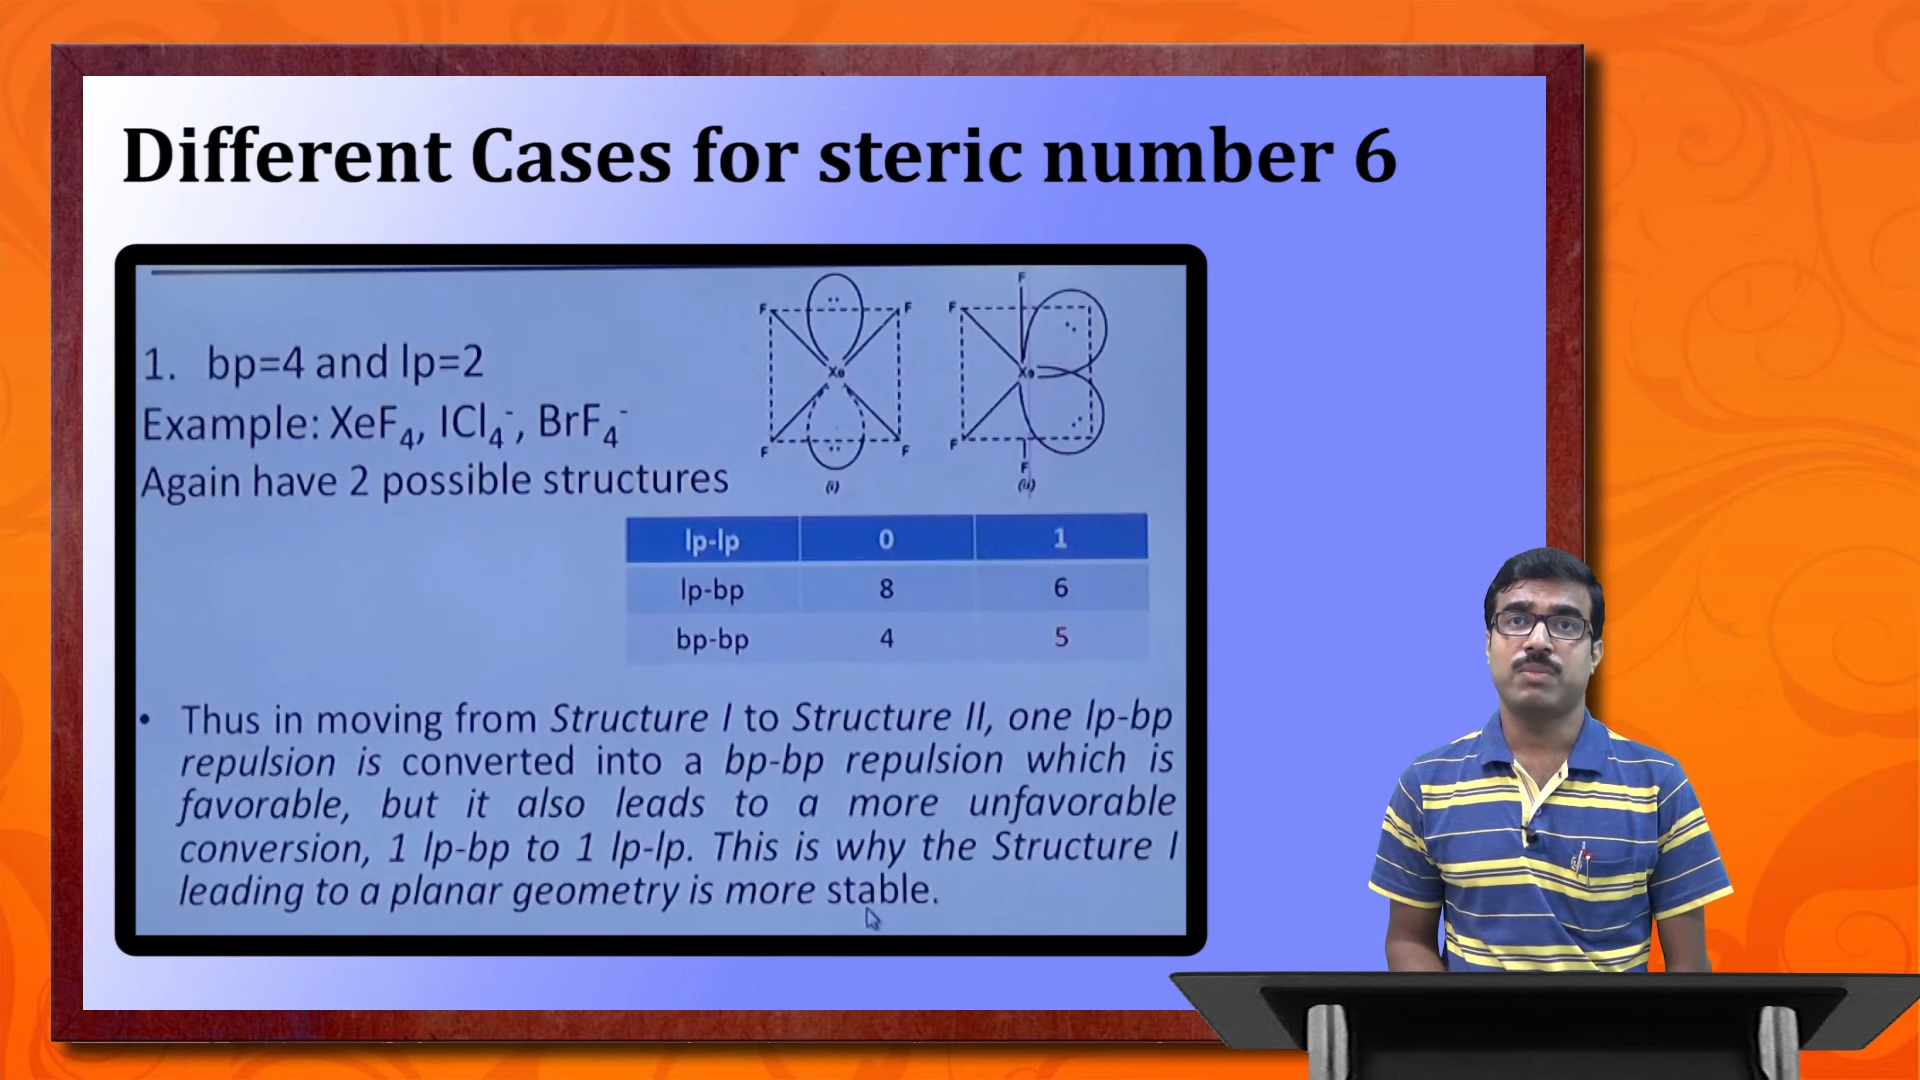 Different Cases for steric number 6
1. bp=4 and lp=2
Example: XeF4, ICl4-, BrF4-
Again have 2 possible structures
F F
Xe
F F
(i)
F
F
Xe
F
F
(ii)
lp-lp 0 1
lp-bp 8 6
bp-bp 4 5
• Thus in moving from Structure I to Structure II, one lp-bp
repulsion is converted into a bp-bp repulsion which is
favorable, but it also leads to a more unfavorable
conversion, 1 lp-bp to 1 lp-lp. This is why the Structure I
leading to a planar geometry is more stable.